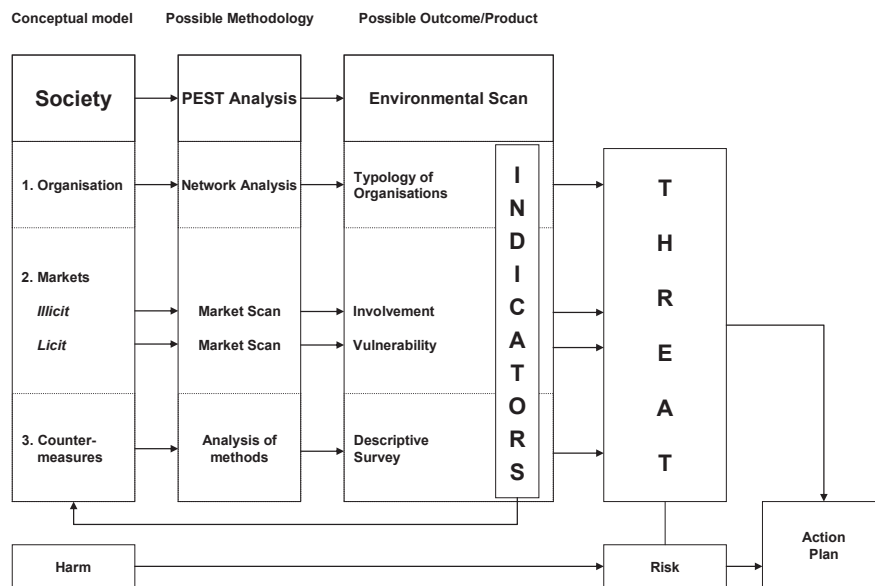 Conceptual model Possible Methodology Possible Outcome/Product
Society PEST Analysis Environmental Scan
1. Organisation Network Analysis Typology of
Organisations
2. Markets
Illicit Market Scan Involvement
Licit Market Scan Vulnerability
3. Counter-
measures
Analysis of
methods
Descriptive
Survey
I
N
D
I
C
A
T
O
R
S
T
H
R
E
A
T
Harm Risk
Action
Plan